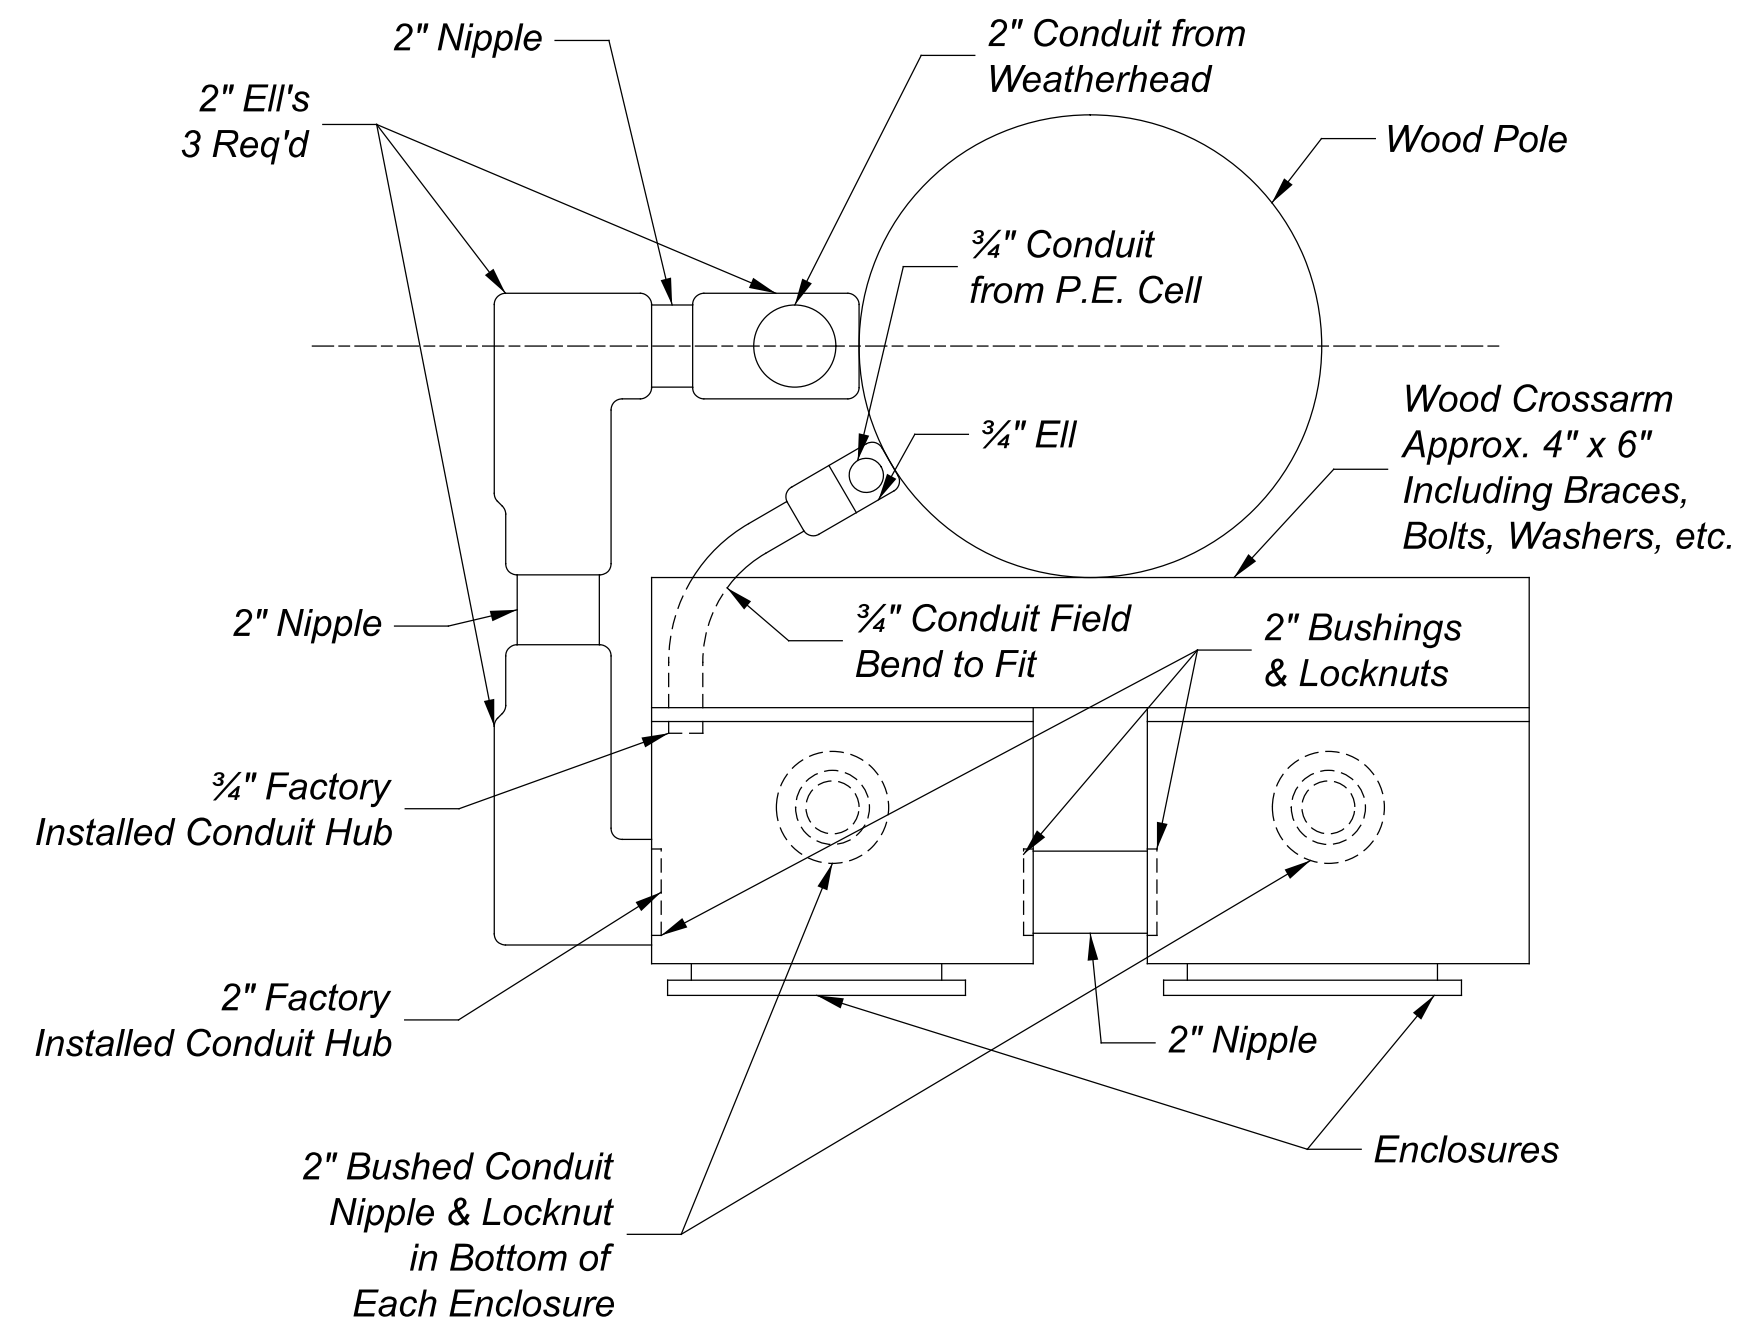 2" Nipple
2" Conduit from
Weatherhead
2" Ell's
3 Req'd
Wood Pole
¾" Conduit
from P.E. Cell
Wood Crossarm
Approx. 4" x 6"
Including Braces,
Bolts, Washers, etc.
¾" Ell
2" Nipple
¾" Conduit Field
Bend to Fit
2" Bushings
& Locknuts
¾" Factory
Installed Conduit Hub
2" Factory
Installed Conduit Hub
2" Nipple
Enclosures
2" Bushed Conduit
Nipple & Locknut
in Bottom of
Each Enclosure